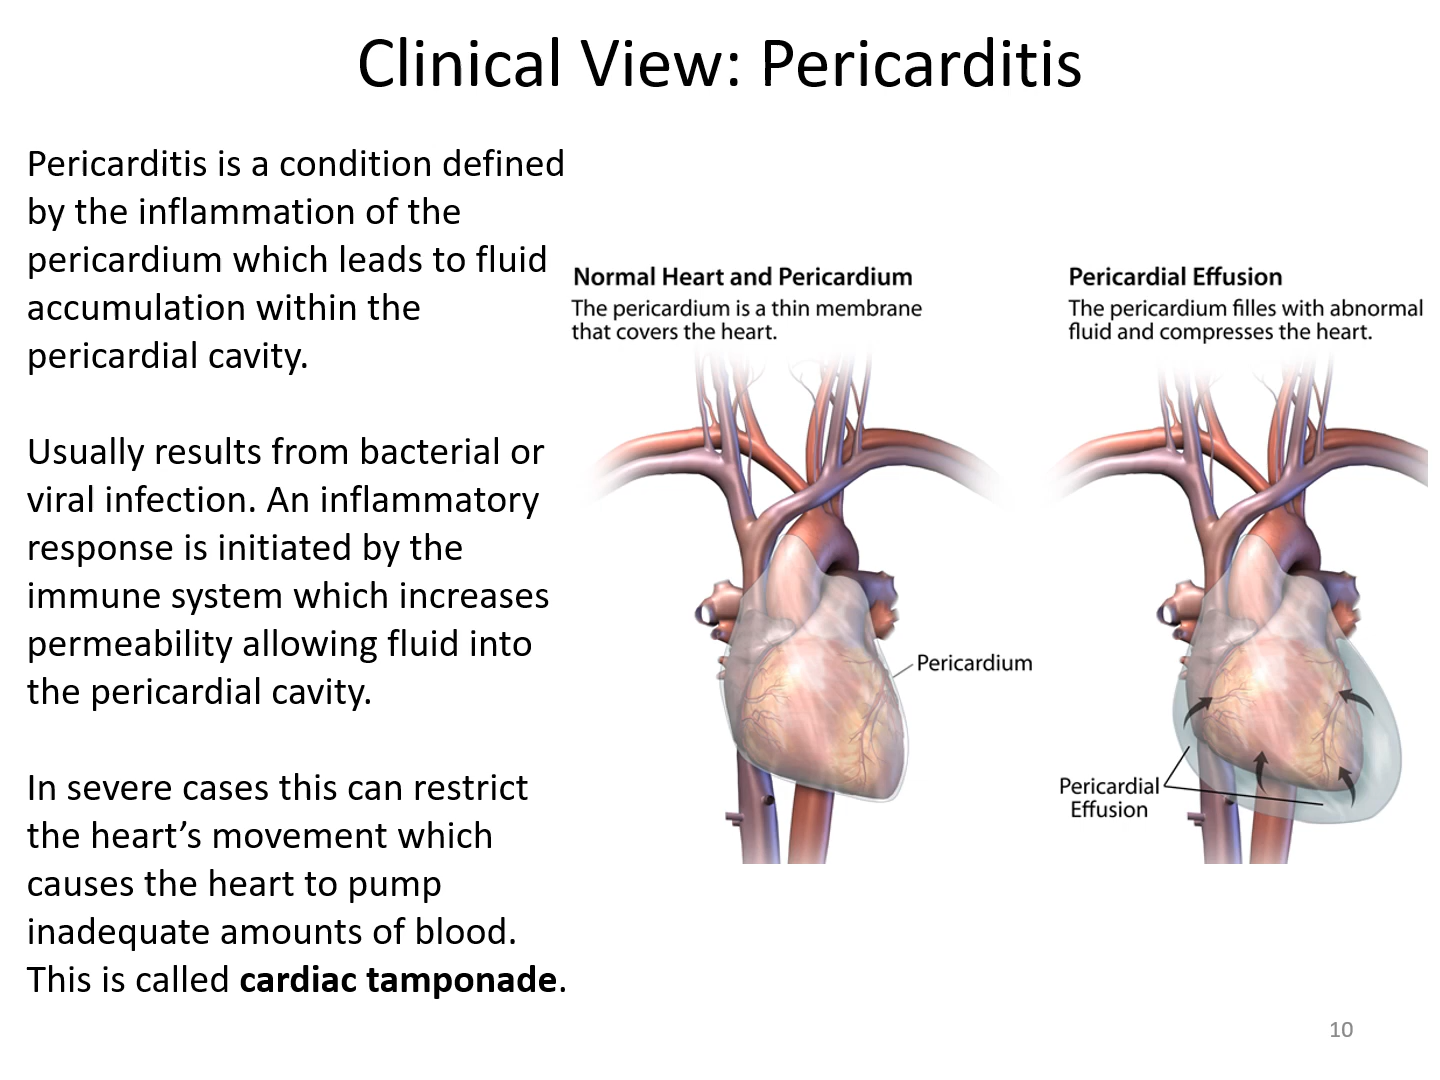 Clinical View: Pericarditis
Pericarditis is a condition defined
by the inflammation of the
pericardium which leads to fluid
accumulation within the
pericardial cavity.
Usually results from bacterial or
viral infection. An inflammatory
response is initiated by the
immune system which increases
permeability allowing fluid into
the pericardial cavity.
In severe cases this can restrict
the heart’s movement which
causes the heart to pump
inadequate amounts of blood.
This is called cardiac tamponade.
Normal Heart and Pericardium
The pericardium is a thin membrane
that covers the heart.
Pericardium
Pericardial Effusion
The pericardium filles with abnormal
fluid and compresses the heart.
Pericardial
Effusion
10